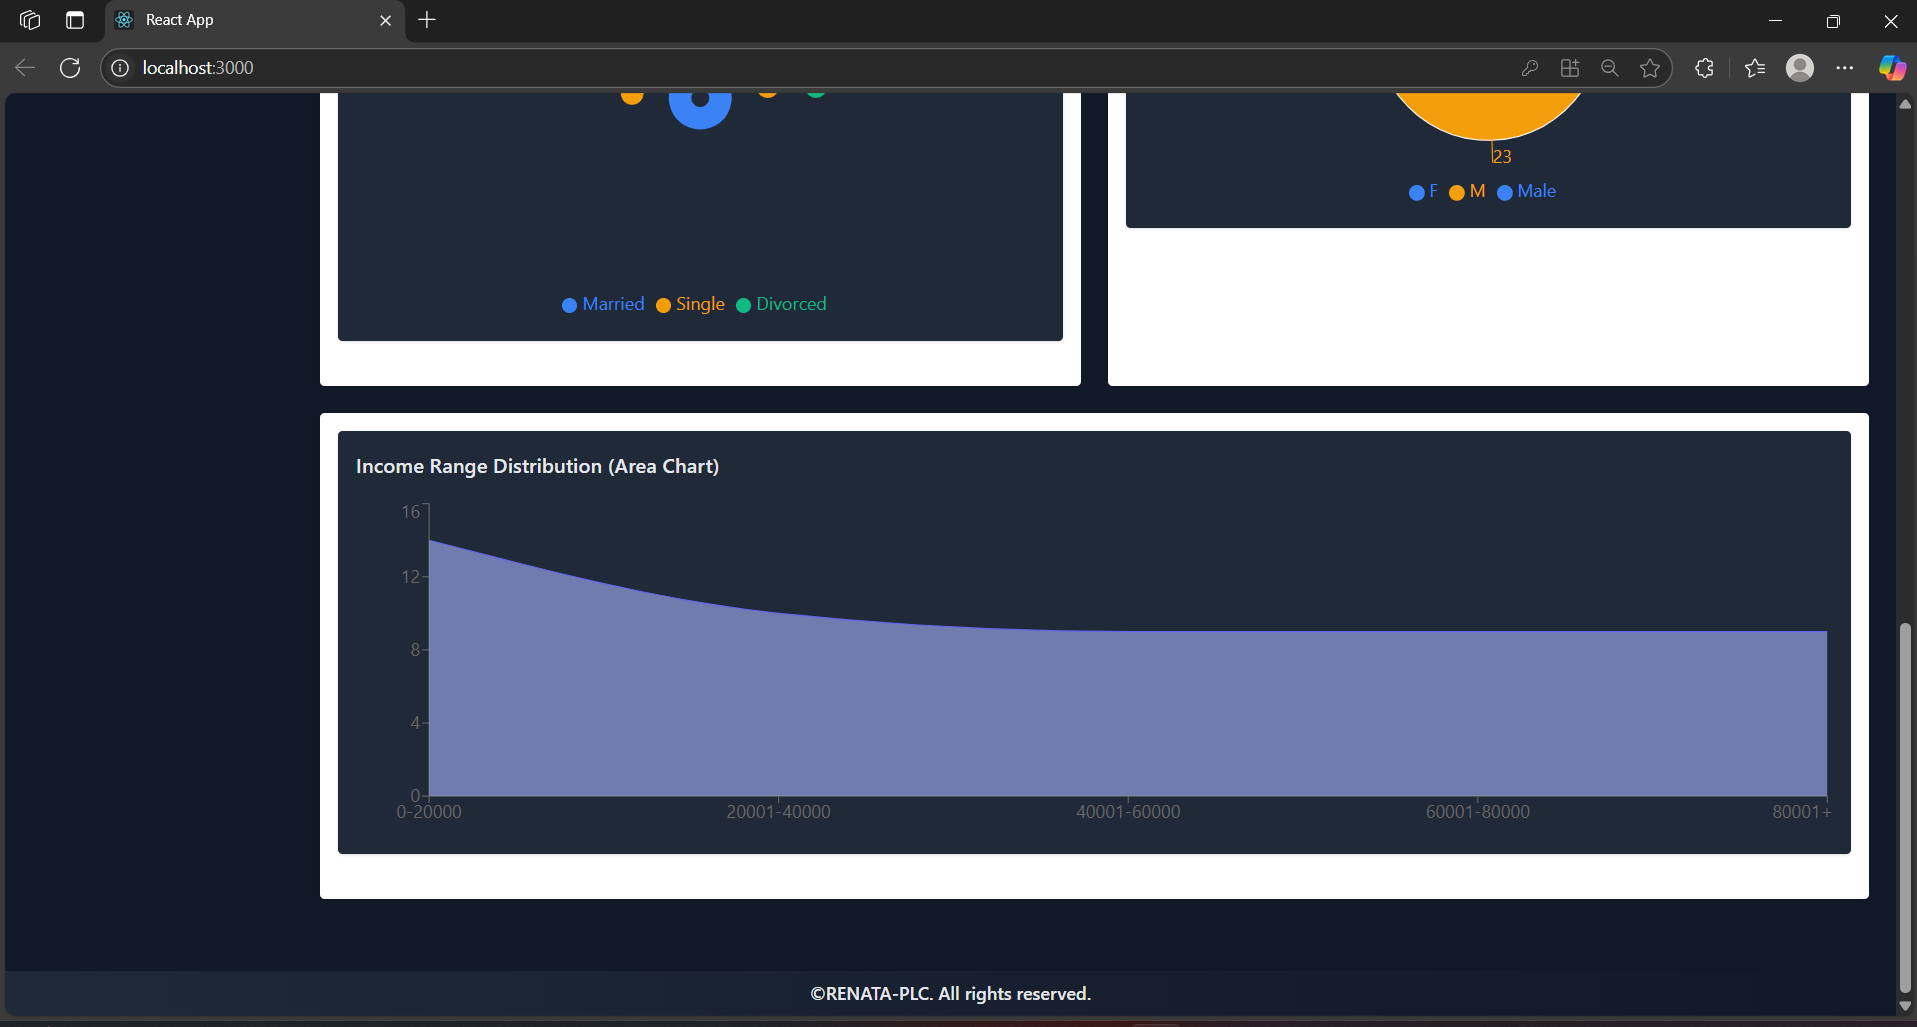 React App
localhost:3000
23
F M Male
Married Single Divorced
Income Range Distribution (Area Chart)
16
12
8
4
0
0-20000 20001-40000 40001-60000 60001-80000 80001+
©RENATA-PLC. All rights reserved.